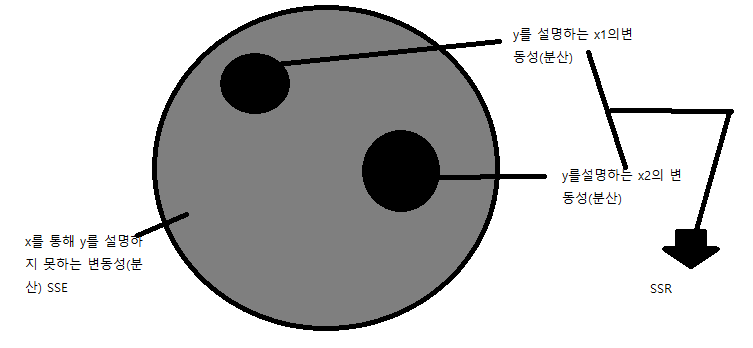 y를 설명하는 x1의변
동성(분산)
y를설명하는 x2의 변
동성(분산)
x를 통해 y를 설명하
지 못하는 변동성(분
산) SSE
SSR